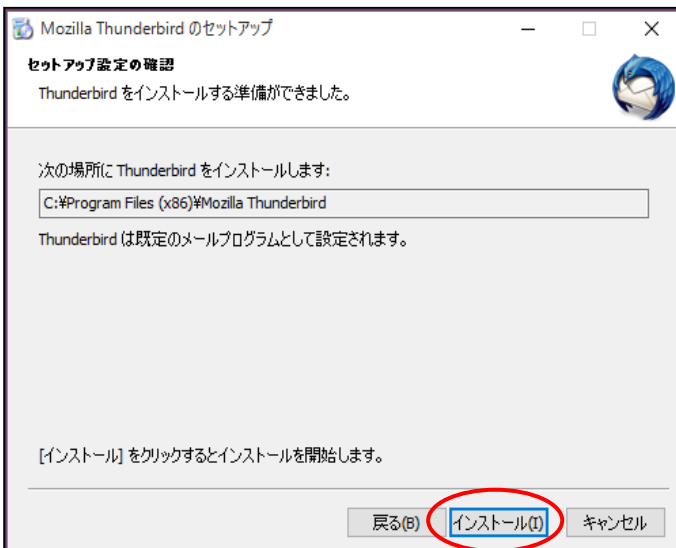 Mozilla Thunderbird のセットアップ
セットアップ設定の確認
Thunderbird をインストールする準備ができました。
次の場所に Thunderbird をインストールします:
C:¥Program Files (x86)¥Mozilla Thunderbird
Thunderbird は既定のメールプログラムとして設定されます。
[インストール] をクリックするとインストールを開始します。
戻る(B) インストール(I) キャンセル